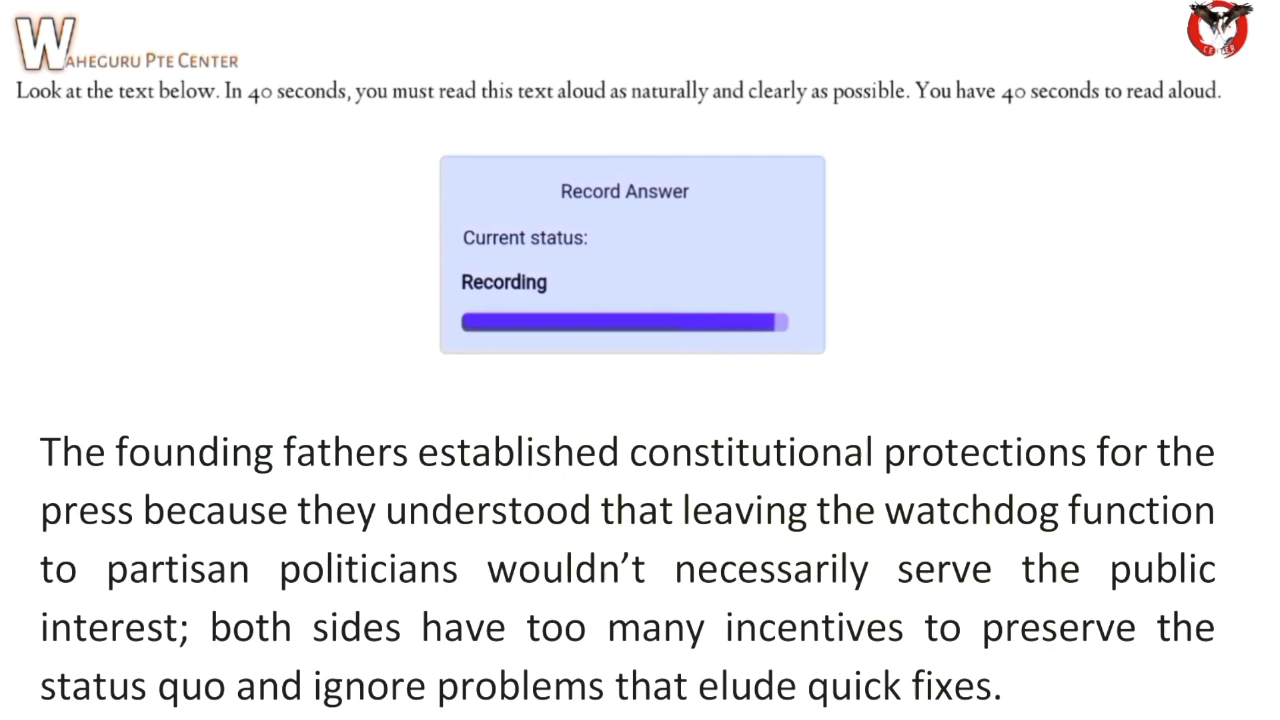 WAHEGURU PTE CENTER
CENTER
Look at the text below. In 40 seconds, you must read this text aloud as naturally and clearly as possible. You have 40 seconds to read aloud.
Record Answer
Current status:
Recording
The founding fathers established constitutional protections for the
press because they understood that leaving the watchdog function
to partisan politicians wouldn’t necessarily serve the public
interest; both sides have too many incentives to preserve the
status quo and ignore problems that elude quick fixes.